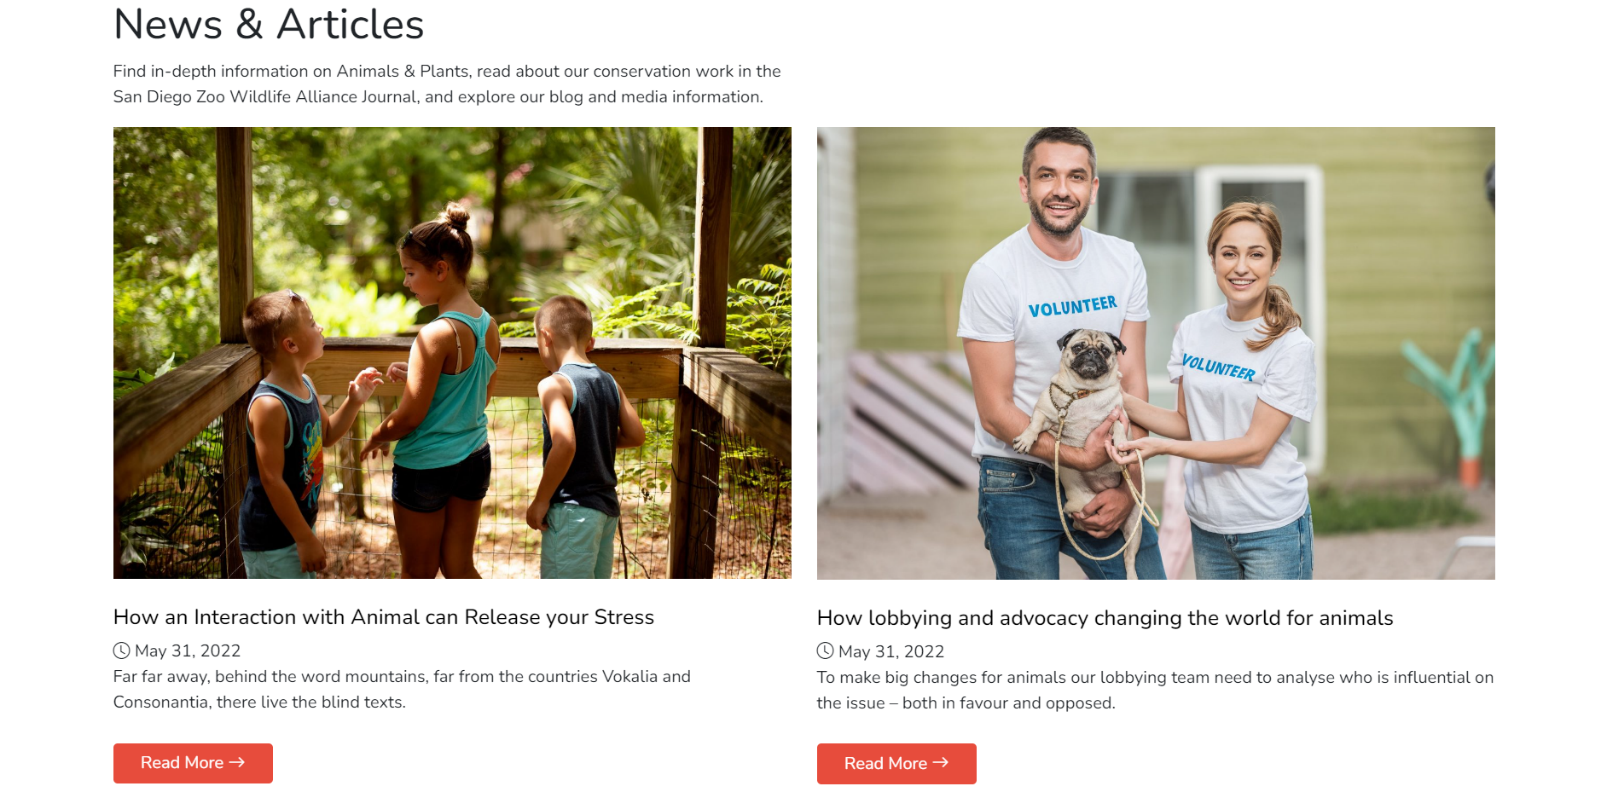 News & Articles
Find in-depth information on Animals & Plants, read about our conservation work in the
San Diego Zoo Wildlife Alliance Journal, and explore our blog and media information.
VOLUNTEER
VOLUNTEER
How an Interaction with Animal can Release your Stress
May 31, 2022
Far far away, behind the word mountains, far from the countries Vokalia and
Consonantia, there live the blind texts.
Read More →
How lobbying and advocacy changing the world for animals
May 31, 2022
To make big changes for animals our lobbying team need to analyse who is influential on
the issue – both in favour and opposed.
Read More →